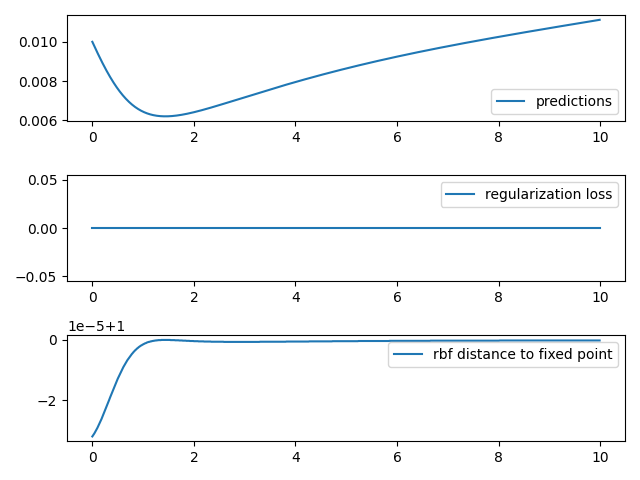 0.010
0.008
0.006
predictions
0 2 4 6 8 10
0.05
0.00
−0.05
regularization loss
0 2 4 6 8 10
1e−5+1
0
−2
rbf distance to fixed point
0 2 4 6 8 10